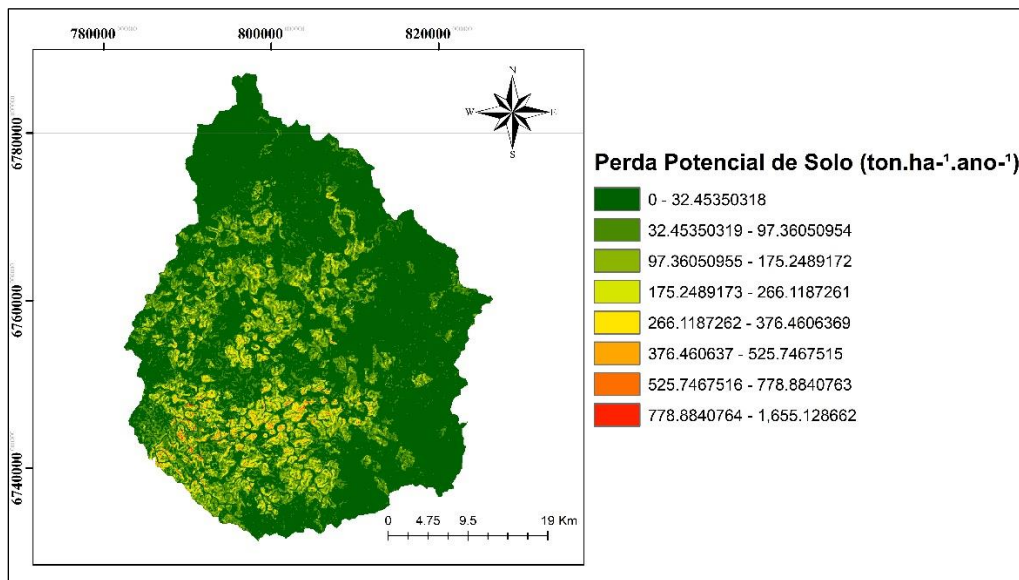 780000 800000 820000
N
W E
S
6780000
6760000
6740000
0 4.75 9.5 19 Km
Perda Potencial de Solo (ton.ha-¹.ano-¹)
0 - 32.45350318
32.45350319 - 97.36050954
97.36050955 - 175.2489172
175.2489173 - 266.1187261
266.1187262 - 376.4606369
376.460637 - 525.7467515
525.7467516 - 778.8840763
778.8840764 - 1,655.128662